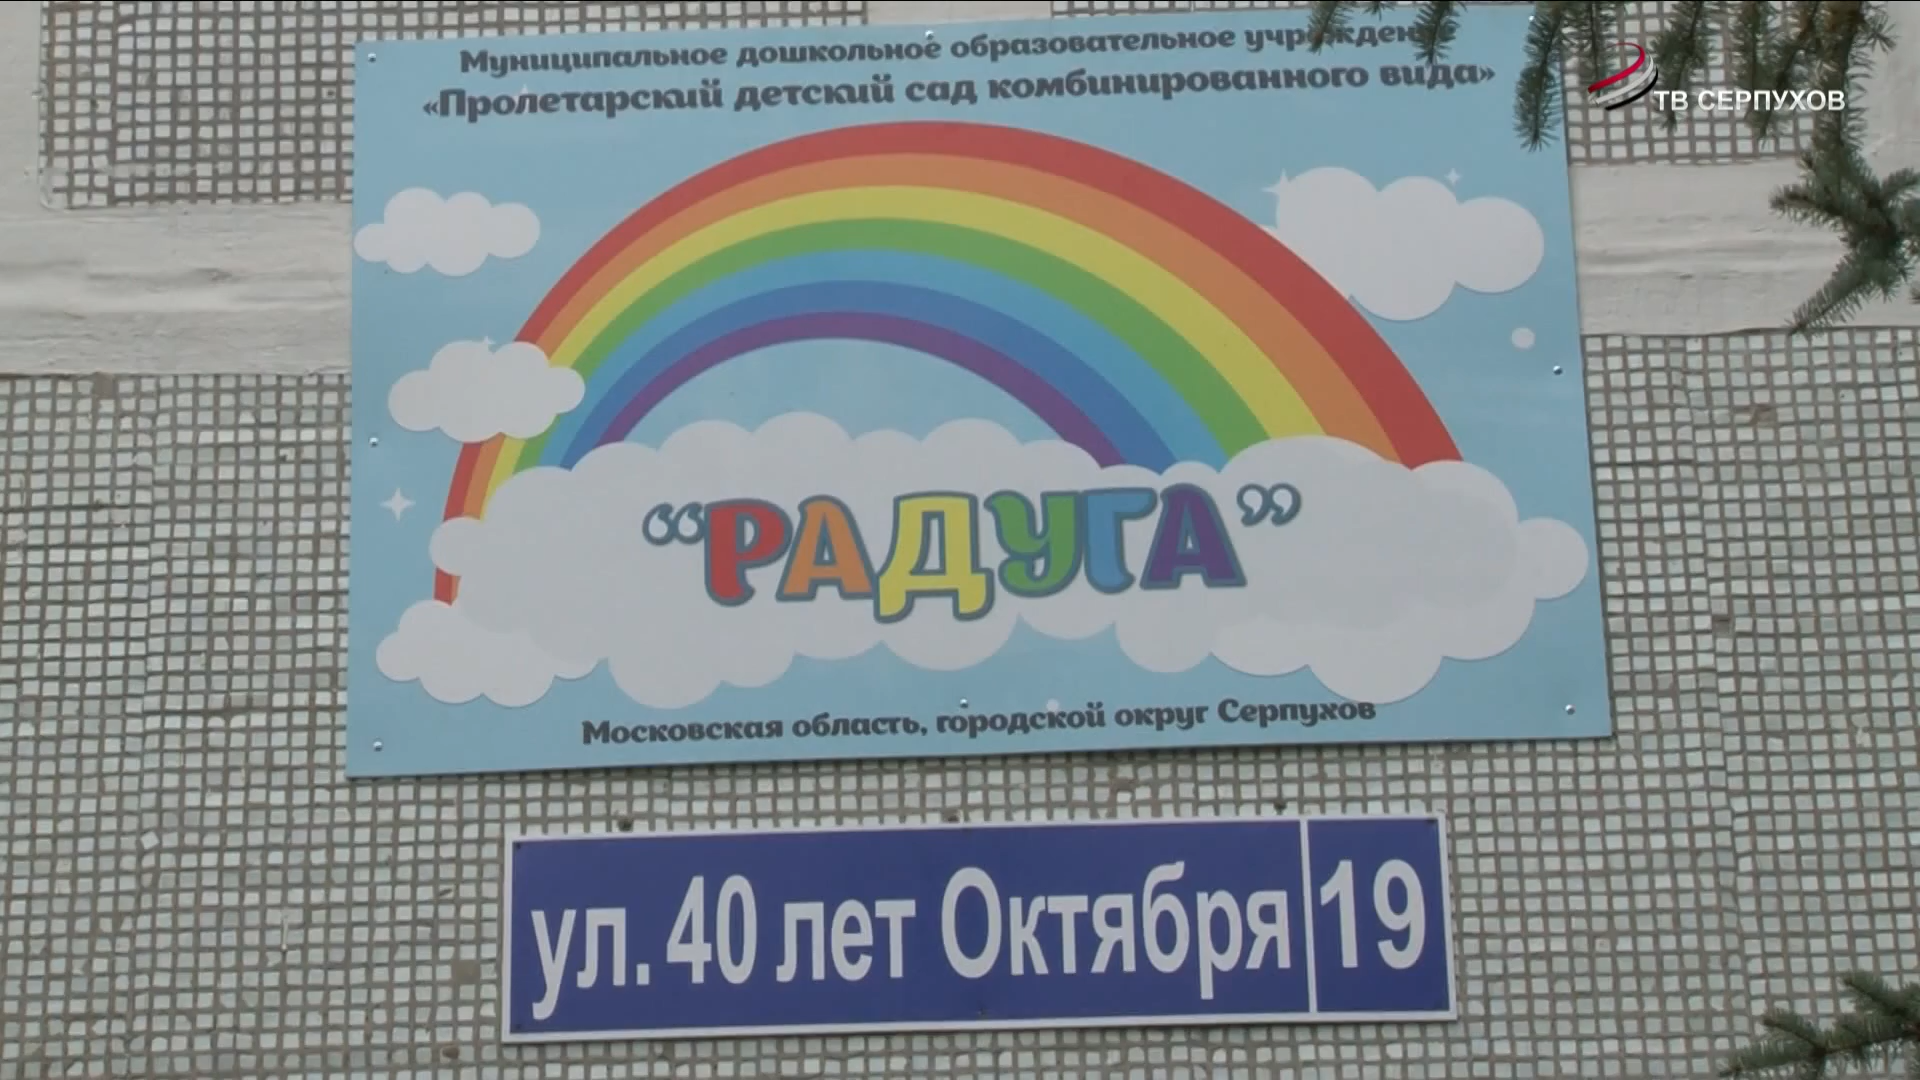 Муниципальное дошкольное образовательное учреждение
«Пролетарский детский сад комбинированного вида»
ТВ СЕРПУХОВ
“РАДУГА”
Московская область, городской округ Серпухов
ул. 40 лет Октября 19